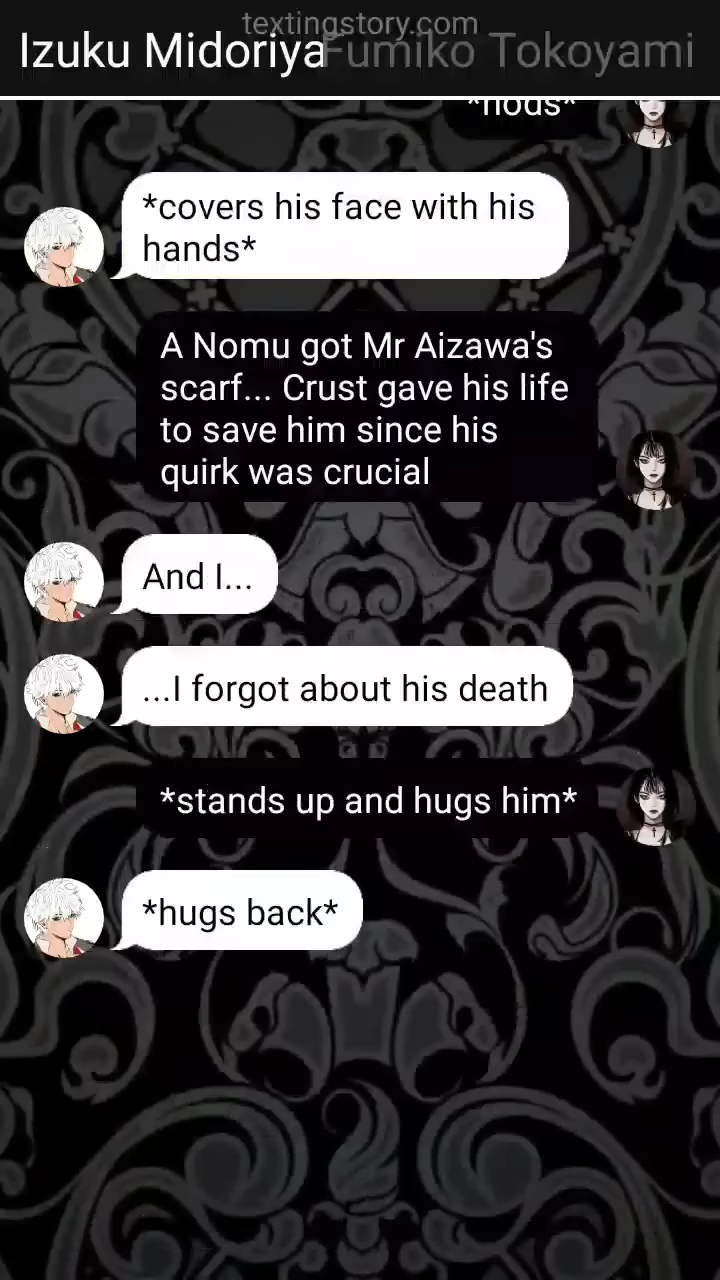 textingstory.com
Izuku Midoriya
Fumiko Tokoyami
*nods*
*covers his face with his
hands*
A Nomu got Mr Aizawa's
scarf... Crust gave his life
to save him since his
quirk was crucial
And I...
...I forgot about his death
*stands up and hugs him*
*hugs back*